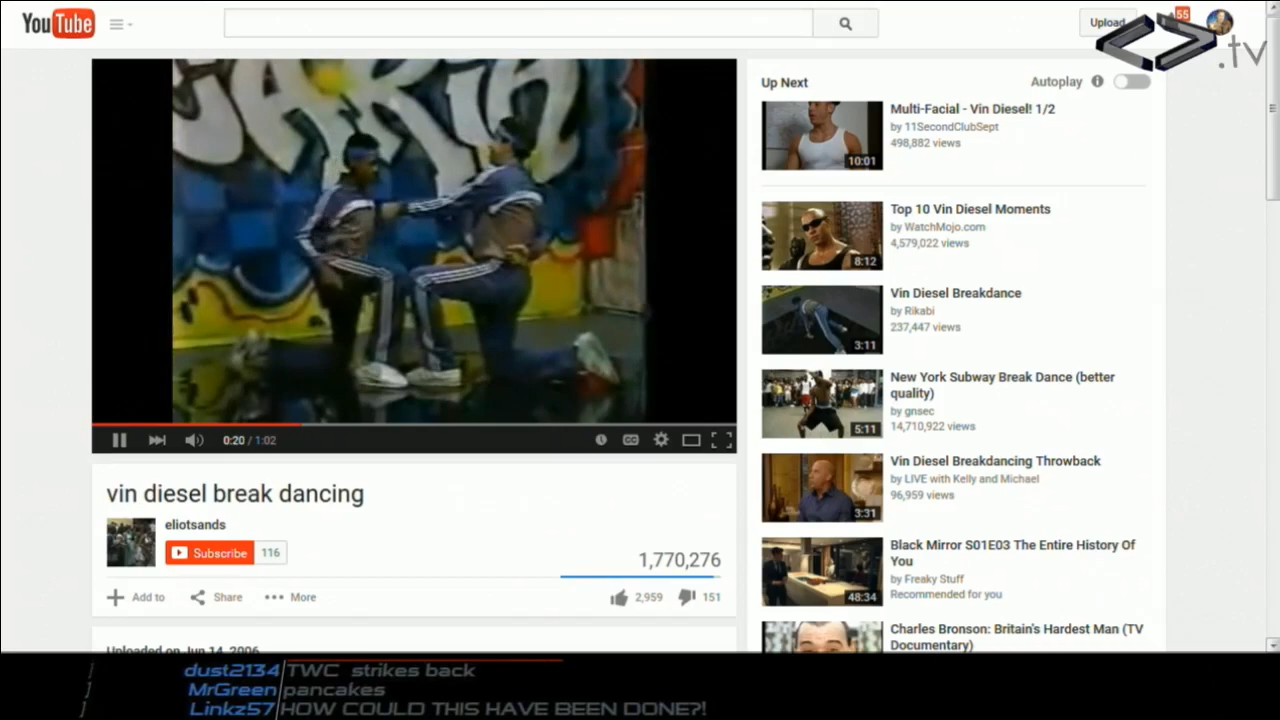 YouTube
Upload
55
.tv
Up Next
Autoplay
Multi-Facial - Vin Diesel! 1/2
by 11SecondClubSept
498,882 views
10:01
Top 10 Vin Diesel Moments
by WatchMojo.com
4,579,022 views
8:12
Vin Diesel Breakdance
by Rikabi
237,447 views
3:11
New York Subway Break Dance (better
quality)
by gnsec
14,710,922 views
5:11
Vin Diesel Breakdancing Throwback
by LIVE with Kelly and Michael
96,959 views
3:31
Black Mirror S01E03 The Entire History Of
You
by Freaky Stuff
Recommended for you
48:34
Charles Bronson: Britain's Hardest Man (TV
Documentary)
0:20 / 1:02
CC
vin diesel break dancing
eliotsands
Subscribe 116
1,770,276
Add to Share More 2,959 151
Uploaded on Jun 14, 2006
dust2134 TWC strikes back
MrGreen pancakes
Linkz57 HOW COULD THIS HAVE BEEN DONE?!